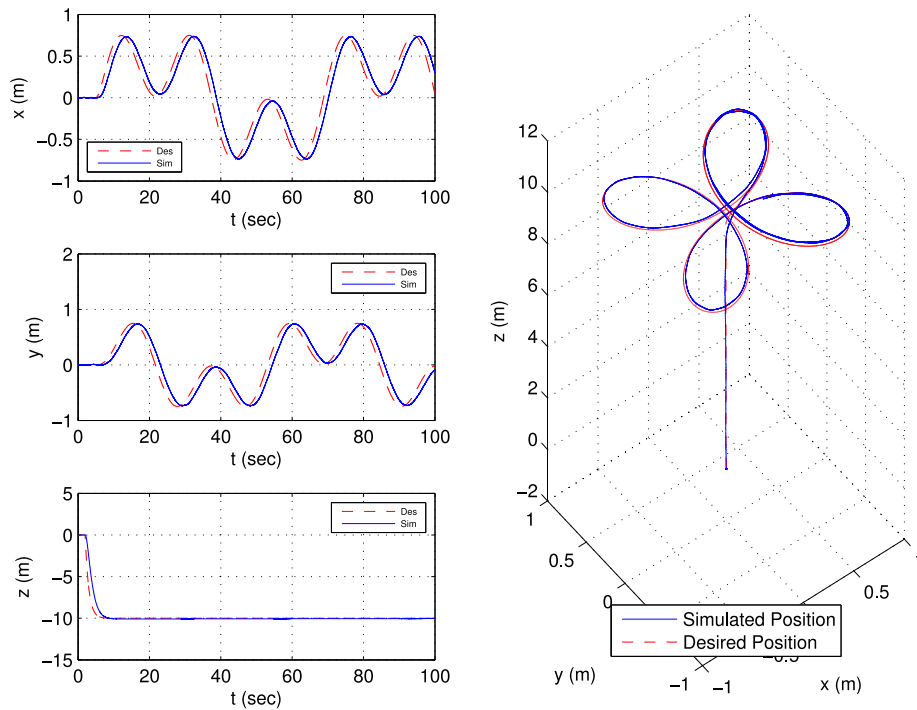 1
0.5
0
−0.5
−1
x (m)
0 20 40 60 80 100
t (sec)
Des
Sim
2
1
0
−1
y (m)
0 20 40 60 80 100
t (sec)
Des
Sim
5
0
−5
−10
−15
z (m)
0 20 40 60 80 100
t (sec)
Des
Sim
12
10
8
6
4
2
0
−2
z (m)
1
0.5
0
−1
y (m)
−1
0.5
x (m)
Simulated Position
Desired Position